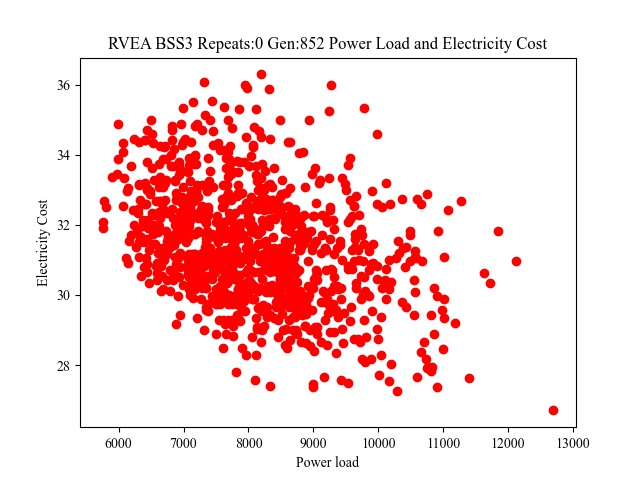 RVEA BSS3 Repeats:0 Gen:852 Power Load and Electricity Cost
36
34
32
30
28
Electricity Cost
6000 7000 8000 9000 10000 11000 12000 13000
Power load